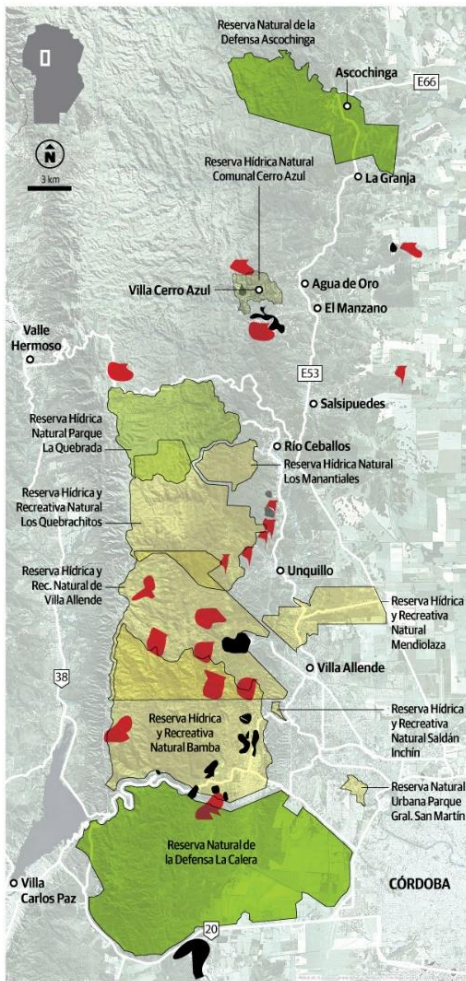 Reserva Natural de la
Defensa Ascochinga
Ascochinga
E66
N
3 km
Reserva Hídrica Natural
Comunal Cerro Azul
La Granja
Villa Cerro Azul
Agua de Oro
El Manzano
Valle
Hermoso
E53
Salsipuedes
Reserva Hídrica
Natural Parque
La Quebrada
Río Ceballos
Reserva Hídrica Natural
Los Manantiales
Reserva Hídrica y
Recreativa Natural
Los Quebrachitos
Reserva Hídrica y
Rec. Natural de
Villa Allende
Unquillo
Reserva Hídrica
y Recreativa
Natural
Mendiolaza
38
Villa Allende
Reserva Hídrica
y Recreativa
Natural Bamba
Reserva Hídrica
y Recreativa
Natural Saldán
Inchín
Reserva Natural
Urbana Parque
Gral. San Martín
Reserva Natural de
la Defensa La Calera
Villa
Carlos Paz
CÓRDOBA
20